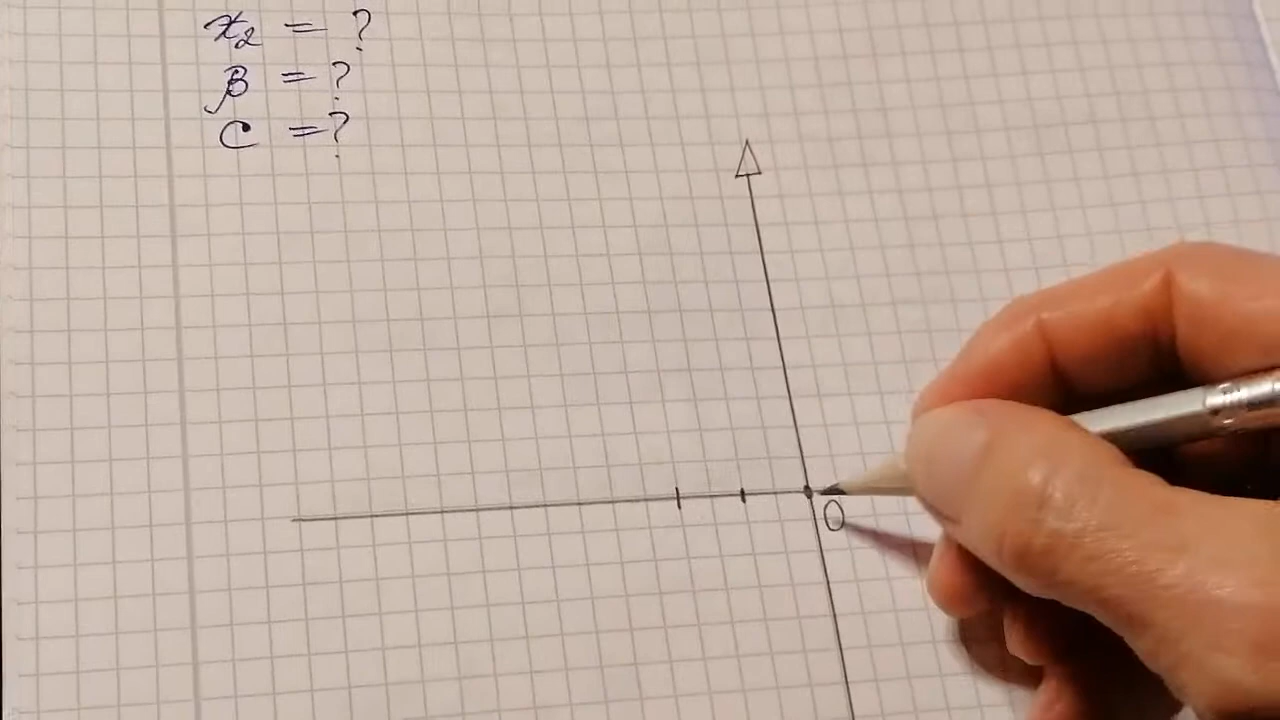 x₂ = ?
β = ?
C = ?
0